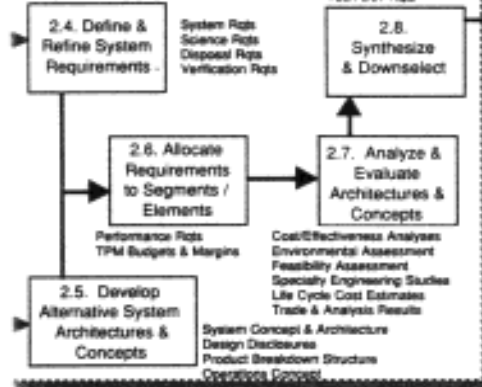 2.4. Define &
Refine System
Requirements
System Rqts
Science Rqts
Disposal Rqts
Verification Rqts
2.8.
Synthesize
& Downselect
2.6. Allocate
Requirements
to Segments /
Elements
2.7. Analyze &
Evaluate
Architectures &
Concepts
Performance Rqts
TPM Budgets & Margins
Cost/Effectiveness Analyses
Environmental Assessment
Feasibility Assessment
Specialty Engineering Studies
Life Cycle Cost Estimates
Trade & Analysis Results
2.5. Develop
Alternative System
Architectures &
Concepts
System Concept & Architecture
Design Disclosures
Product Breakdown Structure
Operations Concept